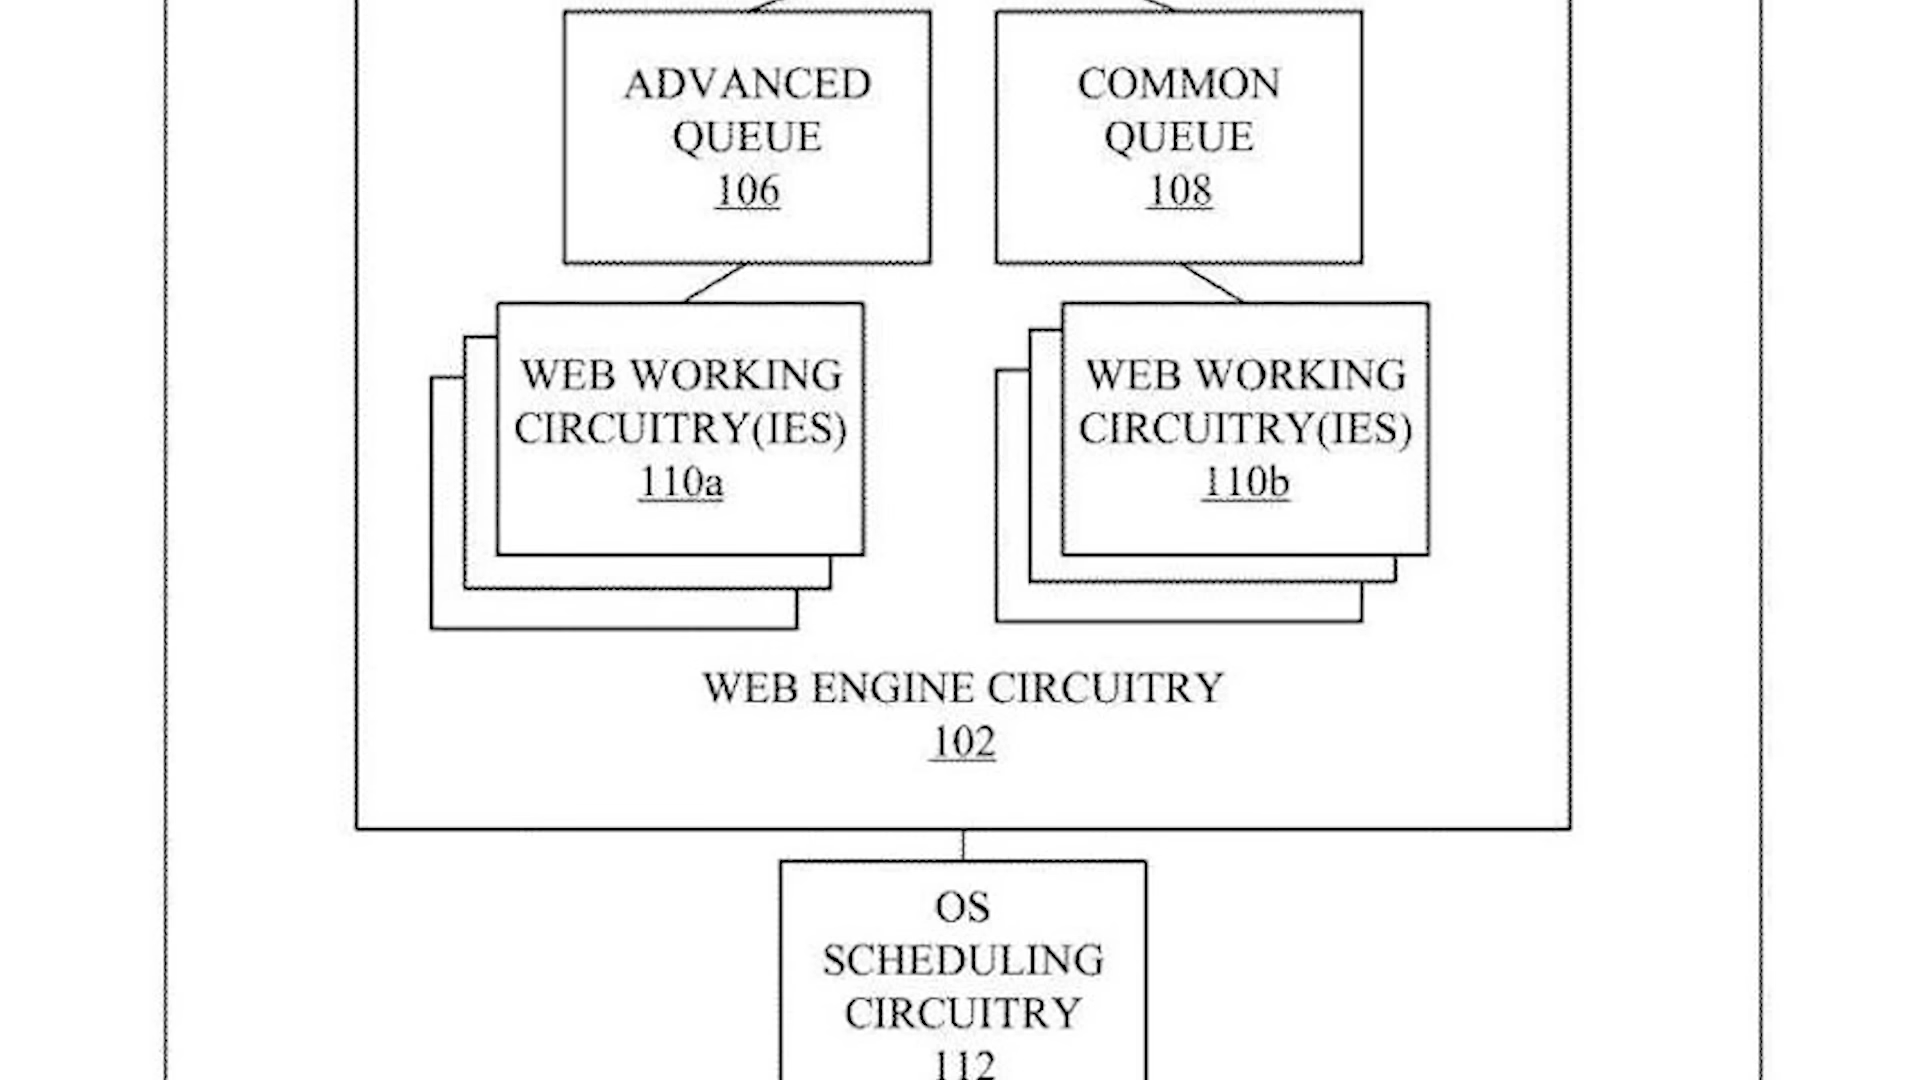 ADVANCED
QUEUE
106
COMMON
QUEUE
108
WEB WORKING
CIRCUITRY(IES)
110a
WEB WORKING
CIRCUITRY(IES)
110b
WEB ENGINE CIRCUITRY
102
OS
SCHEDULING
CIRCUITRY
112